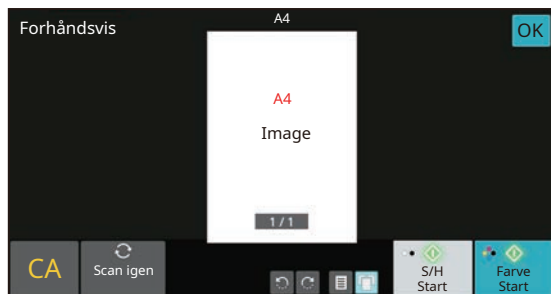 Forhåndsvis
A4
OK
A4
Image
1 / 1
CA
Scan igen
S/H
Start
Farve
Start